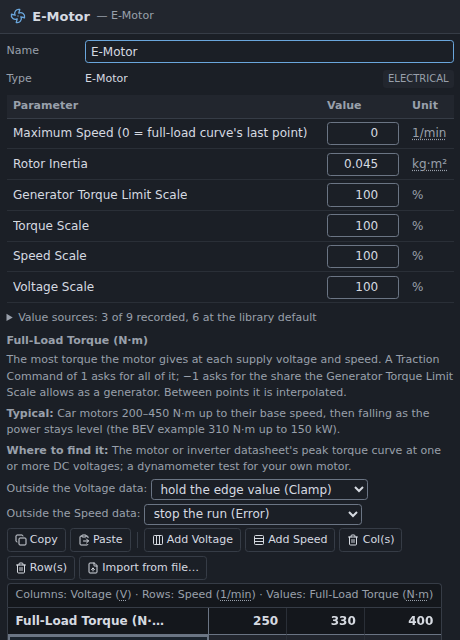 E-Motor — E-Motor
Name E-Motor
Type E-Motor ELECTRICAL
Parameter Value Unit
Maximum Speed (0 = full-load curve's last point) 0 1/min
Rotor Inertia 0.045 kg·m²
Generator Torque Limit Scale 100 %
Torque Scale 100 %
Speed Scale 100 %
Voltage Scale 100 %
Value sources: 3 of 9 recorded, 6 at the library default
Full-Load Torque (N·m)
The most torque the motor gives at each supply voltage and speed. A Traction
Command of 1 asks for all of it; −1 asks for the share the Generator Torque Limit
Scale allows as a generator. Between points it is interpolated.
Typical: Car motors 200–450 N·m up to their base speed, then falling as the
power stays level (the BEV example 310 N·m up to 150 kW).
Where to find it: The motor or inverter datasheet's peak torque curve at one
or more DC voltages; a dynamometer test for your own motor.
Outside the Voltage data: hold the edge value (Clamp)
Outside the Speed data: stop the run (Error)
Copy Paste Add Voltage Add Speed Col(s)
Row(s) Import from file…
Columns: Voltage (V) · Rows: Speed (1/min) · Values: Full-Load Torque (N·m)
Full-Load Torque (N·… 250 330 400